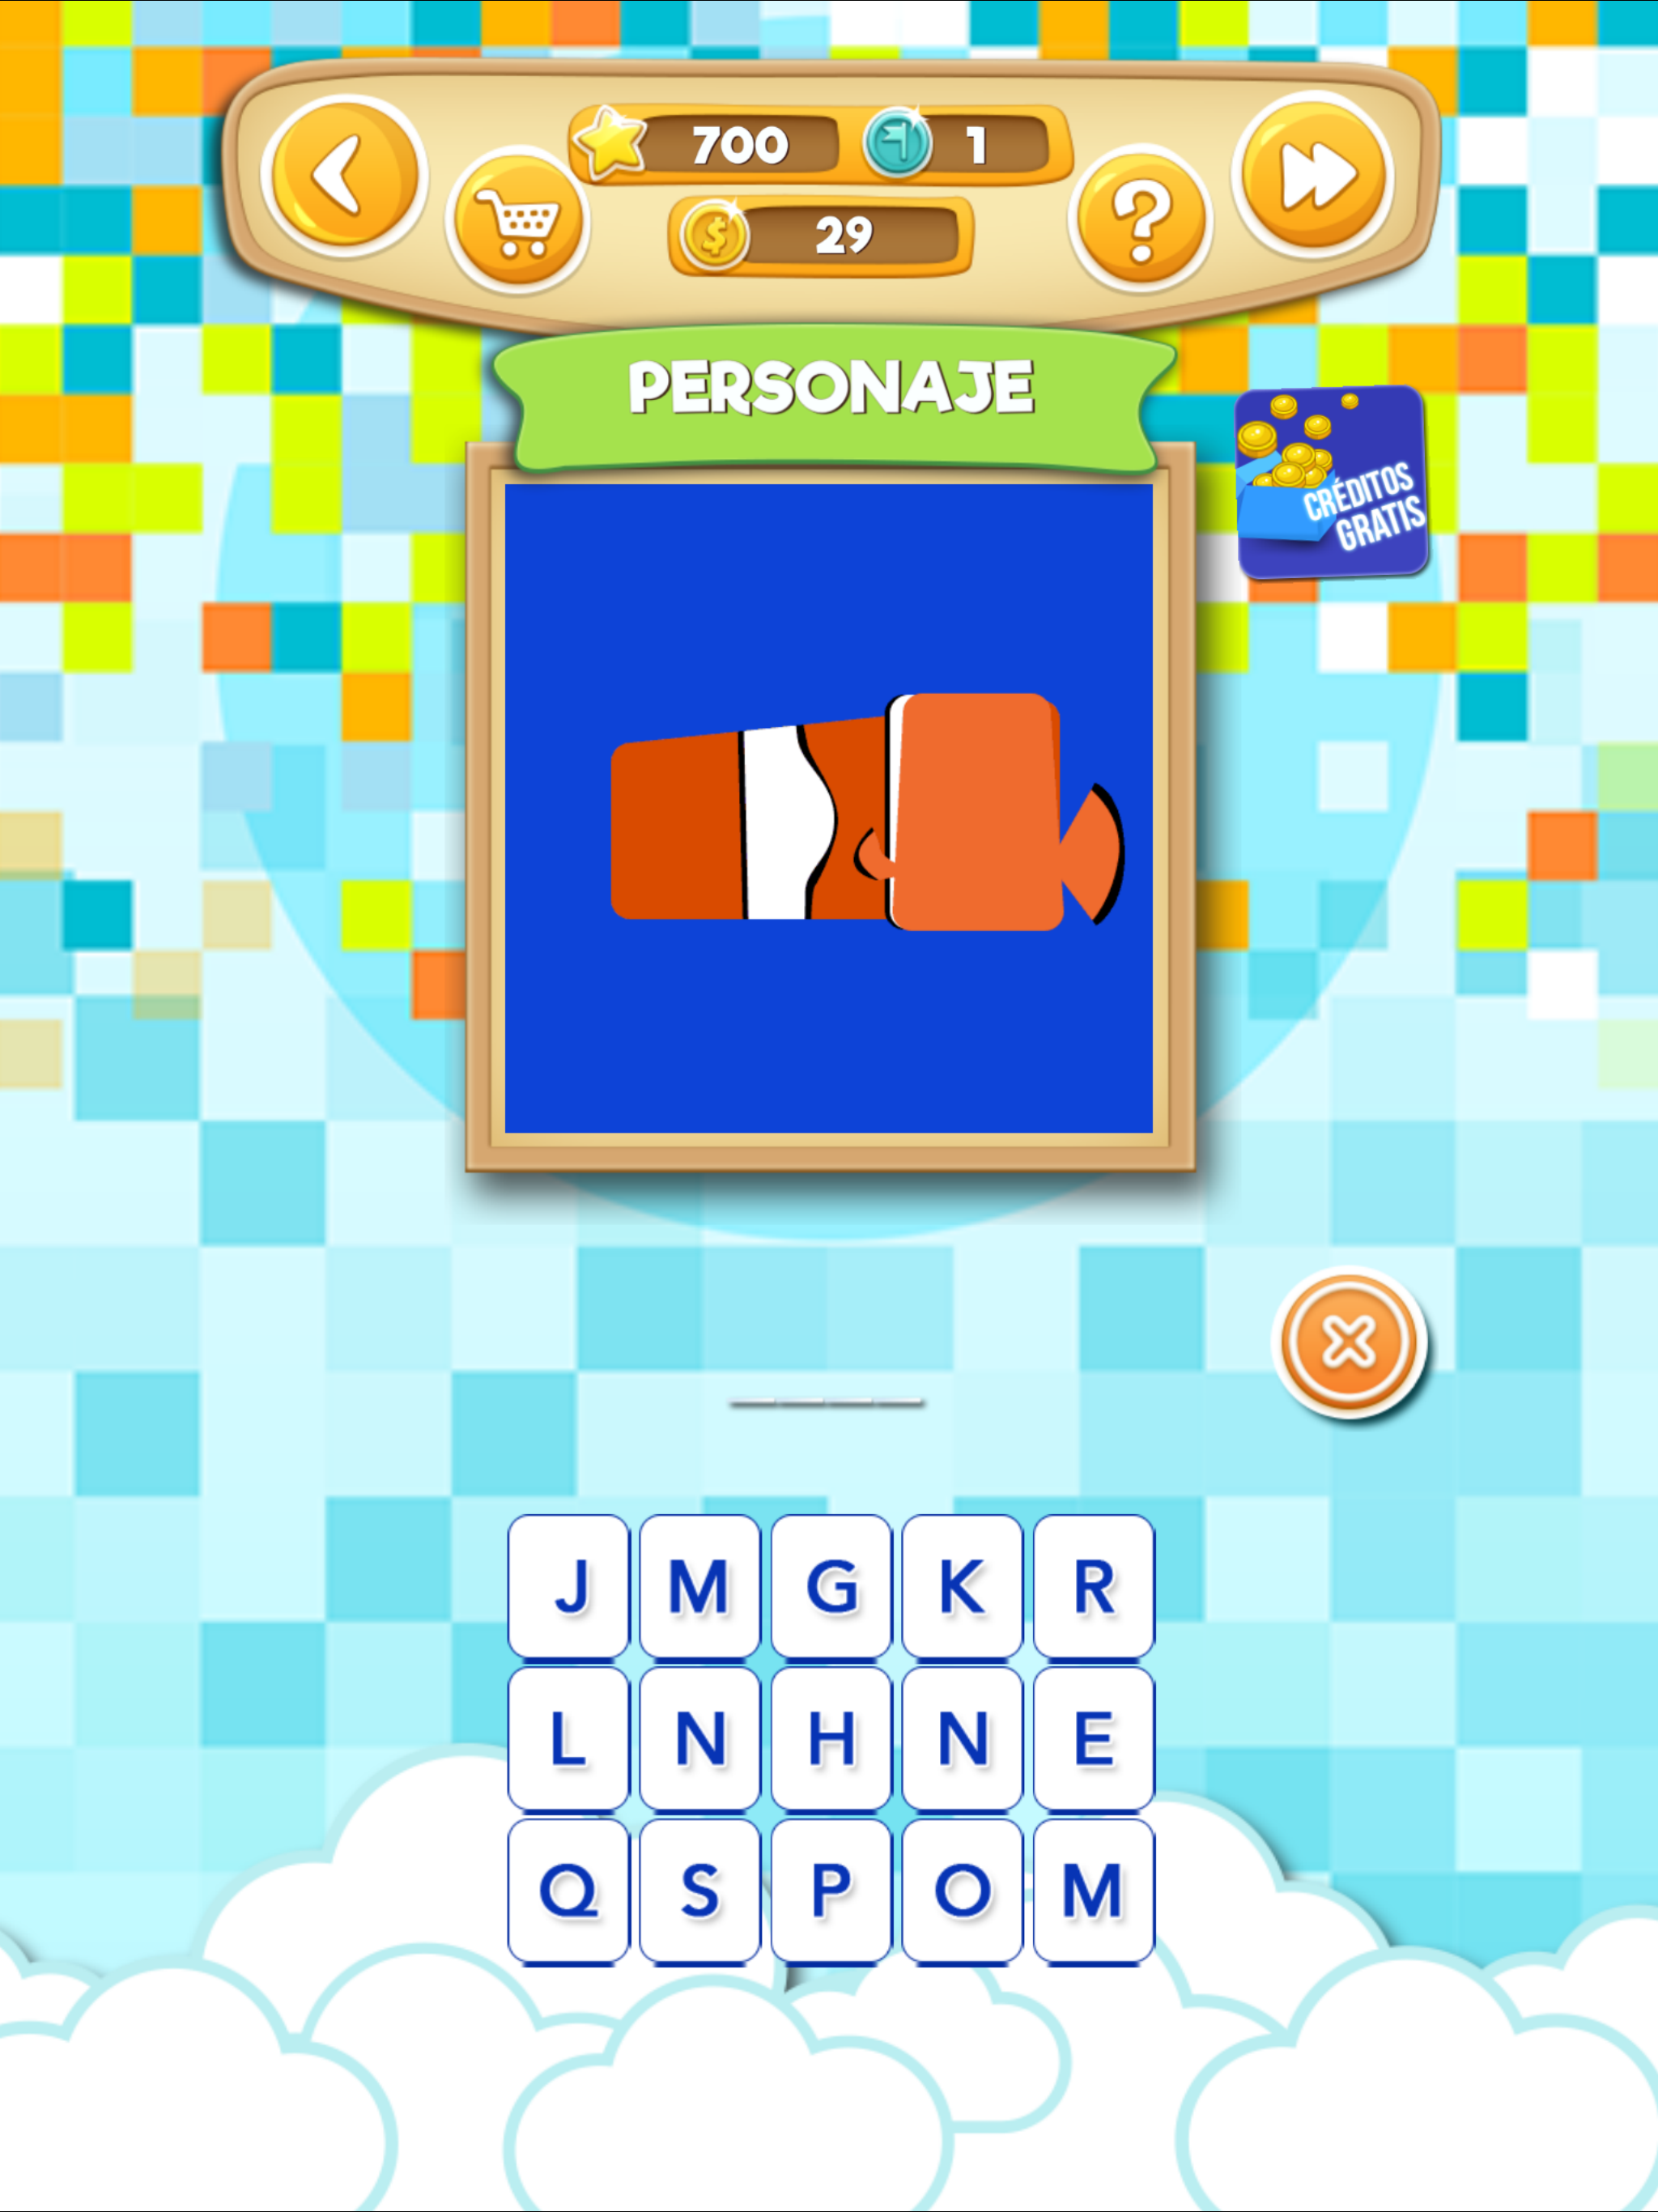 700
1
29
PERSONAJE
CRÉDITOS
GRATIS
J M G K R
L N H N E
Q S P O M